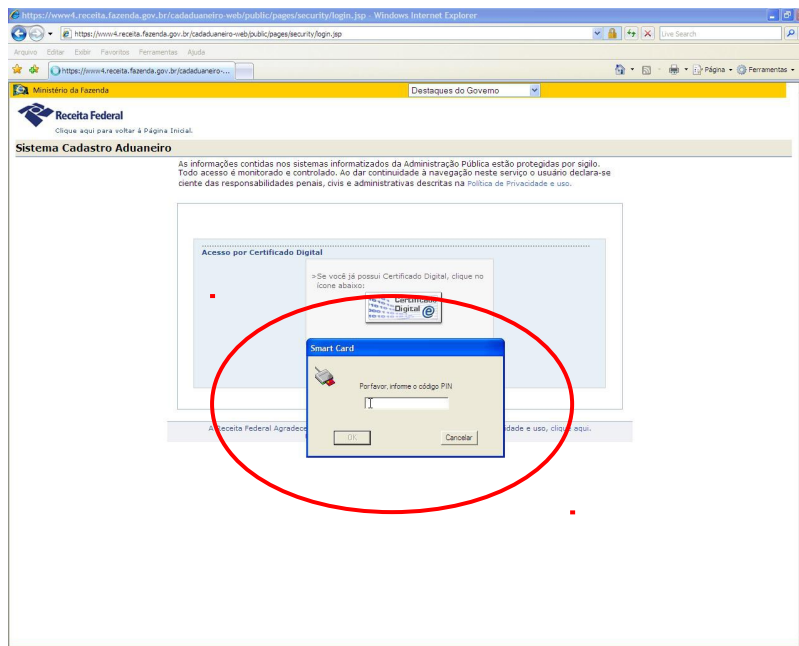 https://www4.receita.fazenda.gov.br/cadaduaneiro-web/public/pages/security/login.jsp - Windows Internet Explorer
https://www4.receita.fazenda.gov.br/cadaduaneiro-web/public/pages/security/login.jsp
Live Search
Arquivo Editar Exibir Favoritos Ferramentas Ajuda
https://www4.receita.fazenda.gov.br/cadaduaneiro-...
Página Ferramentas
Ministério da Fazenda
Destaques do Governo
Receita Federal
Clique aqui para voltar à Página Inicial.
Sistema Cadastro Aduaneiro
As informações contidas nos sistemas informatizados da Administração Pública estão protegidas por sigilo.
Todo acesso é monitorado e controlado. Ao dar continuidade à navegação neste serviço o usuário declara-se
ciente das responsabilidades penais, civis e administrativas descritas na Política de Privacidade e uso.
Acesso por Certificado Digital
>Se você já possui Certificado Digital, clique no
ícone abaixo:
Certificado
Digital
Smart Card
Por favor, informe o código PIN
OK
Cancelar
A Receita Federal Agradece
idade e uso, clique aqui.